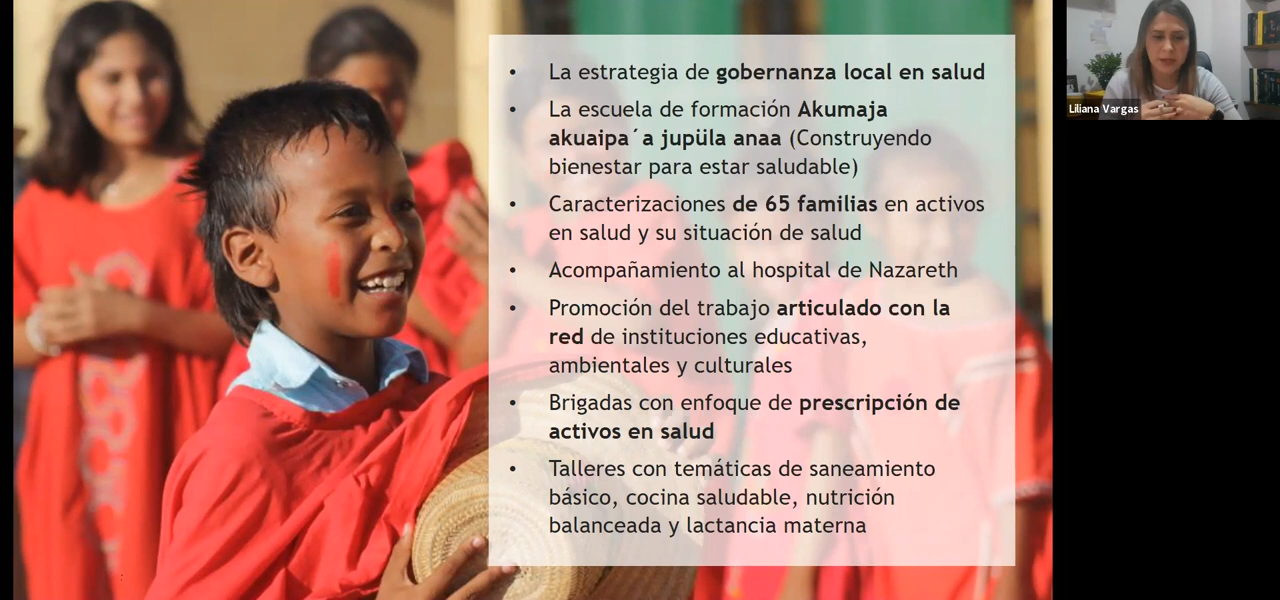 • La estrategia de gobernanza local en salud
• La escuela de formación Akumaja
akuaipa´a jupüla anaa (Construyendo
bienestar para estar saludable)
• Caracterizaciones de 65 familias en activos
en salud y su situación de salud
• Acompañamiento al hospital de Nazareth
• Promoción del trabajo articulado con la
red de instituciones educativas,
ambientales y culturales
• Brigadas con enfoque de prescripción de
activos en salud
• Talleres con temáticas de saneamiento
básico, cocina saludable, nutrición
balanceada y lactancia materna
Liliana Vargas